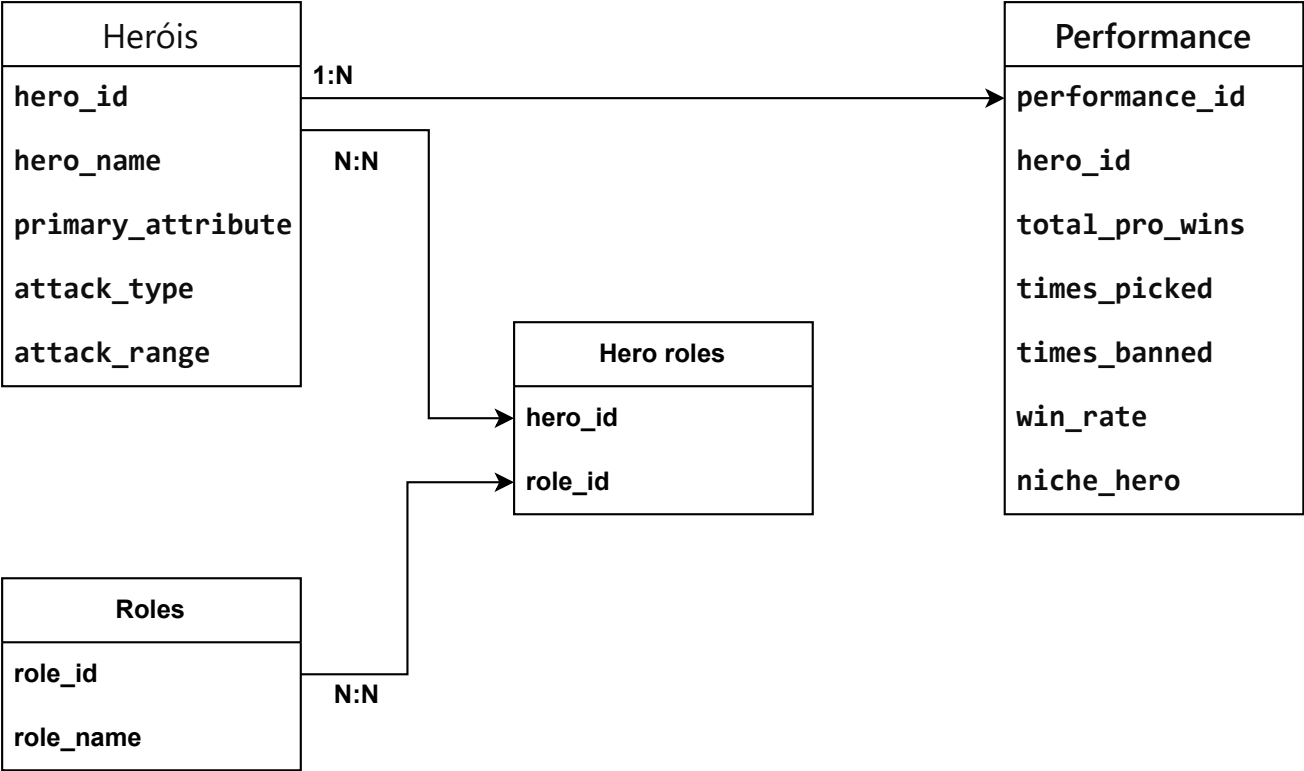 Heróis
hero_id
hero_name
primary_attribute
attack_type
attack_range
1:N
N:N
Performance
performance_id
hero_id
total_pro_wins
times_picked
times_banned
win_rate
niche_hero
Hero roles
hero_id
role_id
Roles
role_id
role_name
N:N